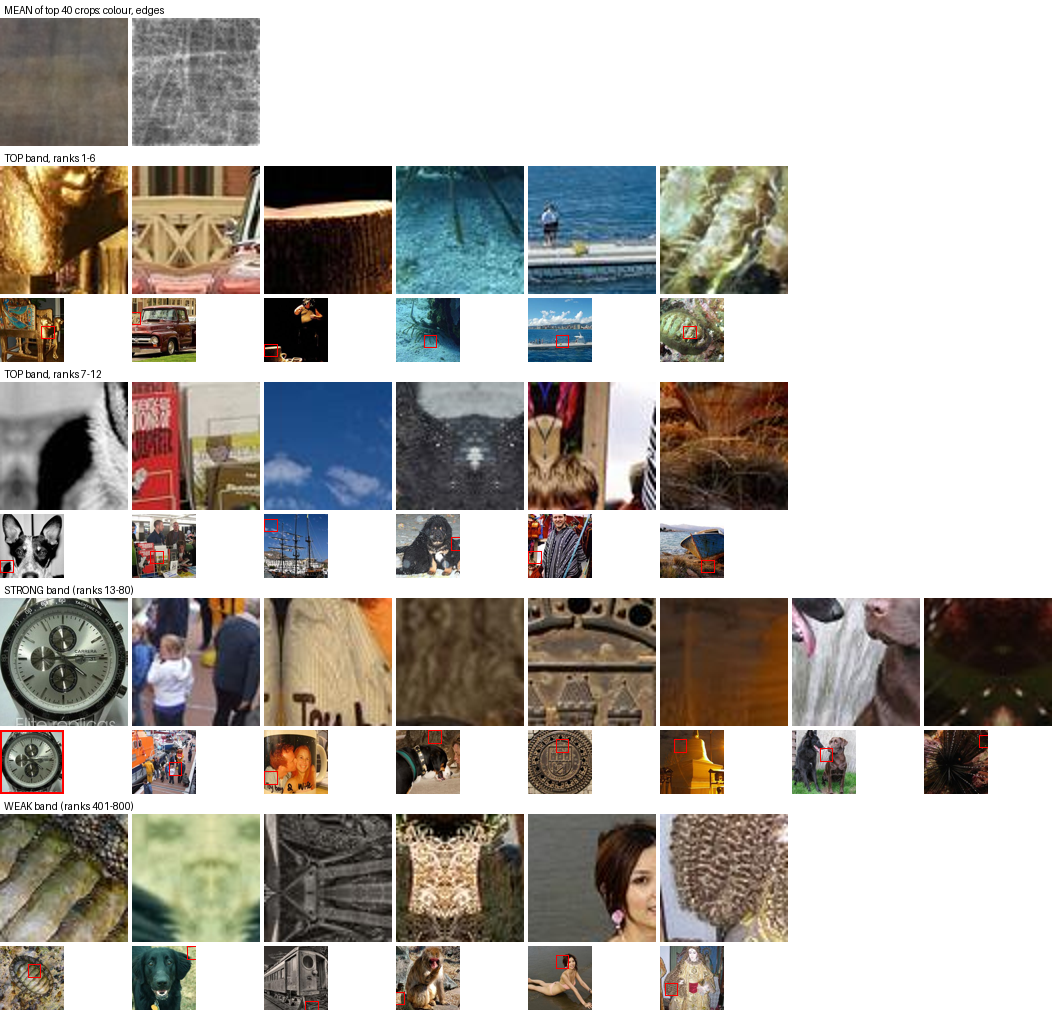 MEAN of top 40 crops: colour, edges
TOP band, ranks 1-6
TOP band, ranks 7-12
STRONG band (ranks 13-80)
CARRERA
Elite replicas
WEAK band (ranks 401-800)